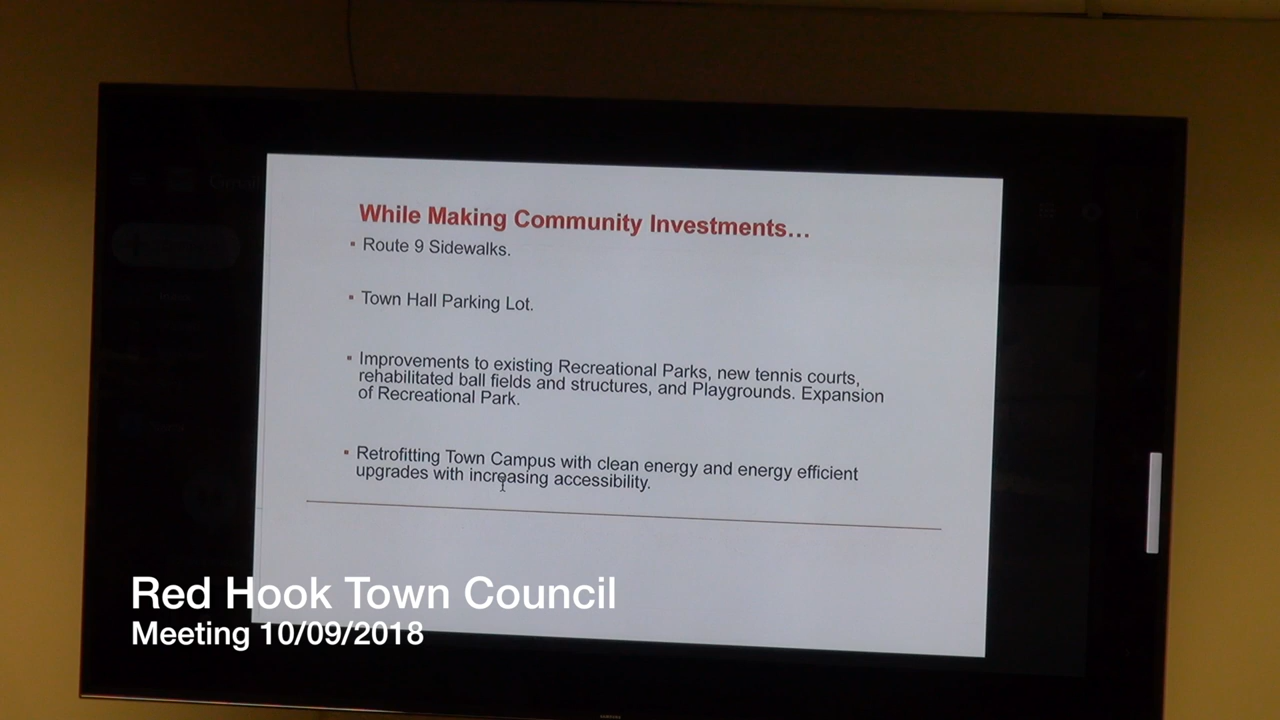 While Making Community Investments...
▪ Route 9 Sidewalks.
▪ Town Hall Parking Lot.
▪ Improvements to existing Recreational Parks, new tennis courts,
rehabilitated ball fields and structures, and Playgrounds. Expansion
of Recreational Park.
▪ Retrofitting Town Campus with clean energy and energy efficient
upgrades with increasing accessibility.
Red Hook Town Council
Meeting 10/09/2018
SAMSUNG